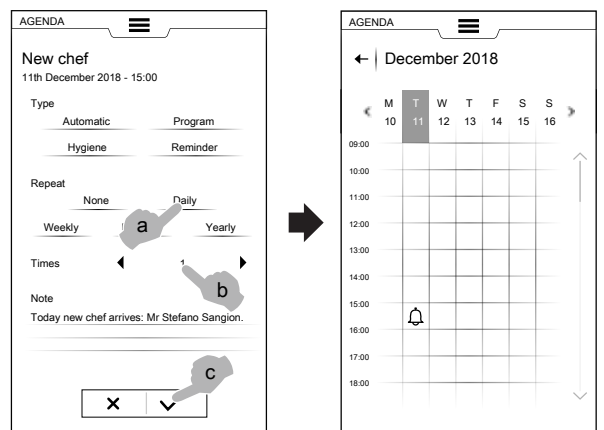 AGENDA
New chef
11th December 2018 - 15:00
Type
Automatic Program
Hygiene Reminder
Repeat
None Daily
Weekly Yearly
a
Times 1
b
Note
Today new chef arrives: Mr Stefano Sangion.
c
AGENDA
December 2018
M T W T F S S
10 11 12 13 14 15 16
09:00
10:00
11:00
12:00
13:00
14:00
15:00
16:00
17:00
18:00